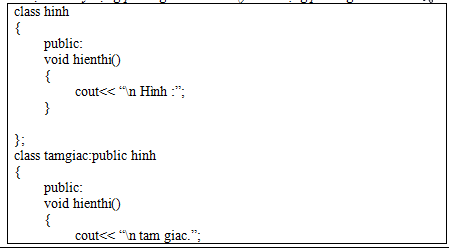 class hinh
{
public:
void hienthi()
{
cout<< “\n Hinh :”;
}
};
class tamgiac:public hinh
{
public:
void hienthi()
{
cout<< “\n tam giac.”;